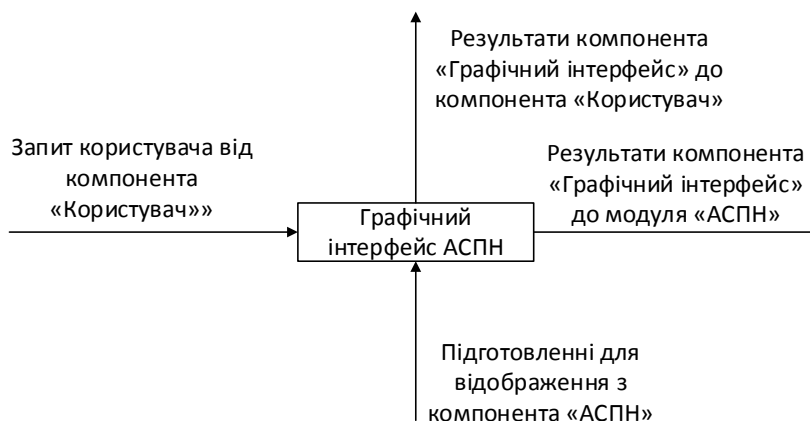 Результати компонента
«Графічний інтерфейс» до
компонента «Користувач»
Запит користувача від
компонента
«Користувач»»
Результати компонента
«Графічний інтерфейс»
до модуля «АСПН»
Графічний
інтерфейс АСПН
Підготовленні для
відображення з
компонента «АСПН»